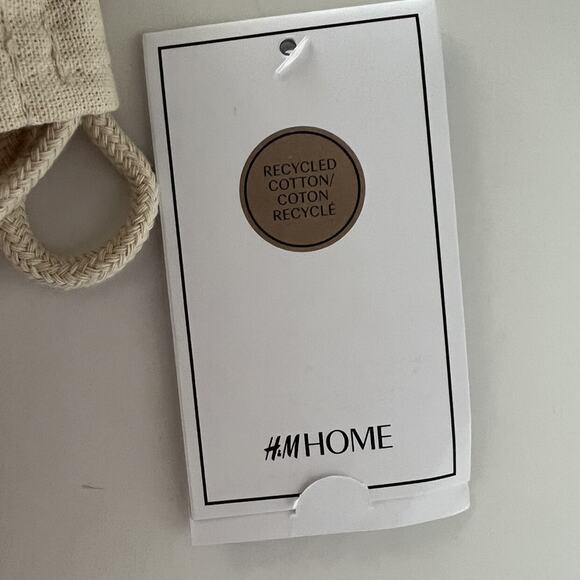 RECYCLED
COTTON/
COTON
RECYCLÉ
H&M HOME